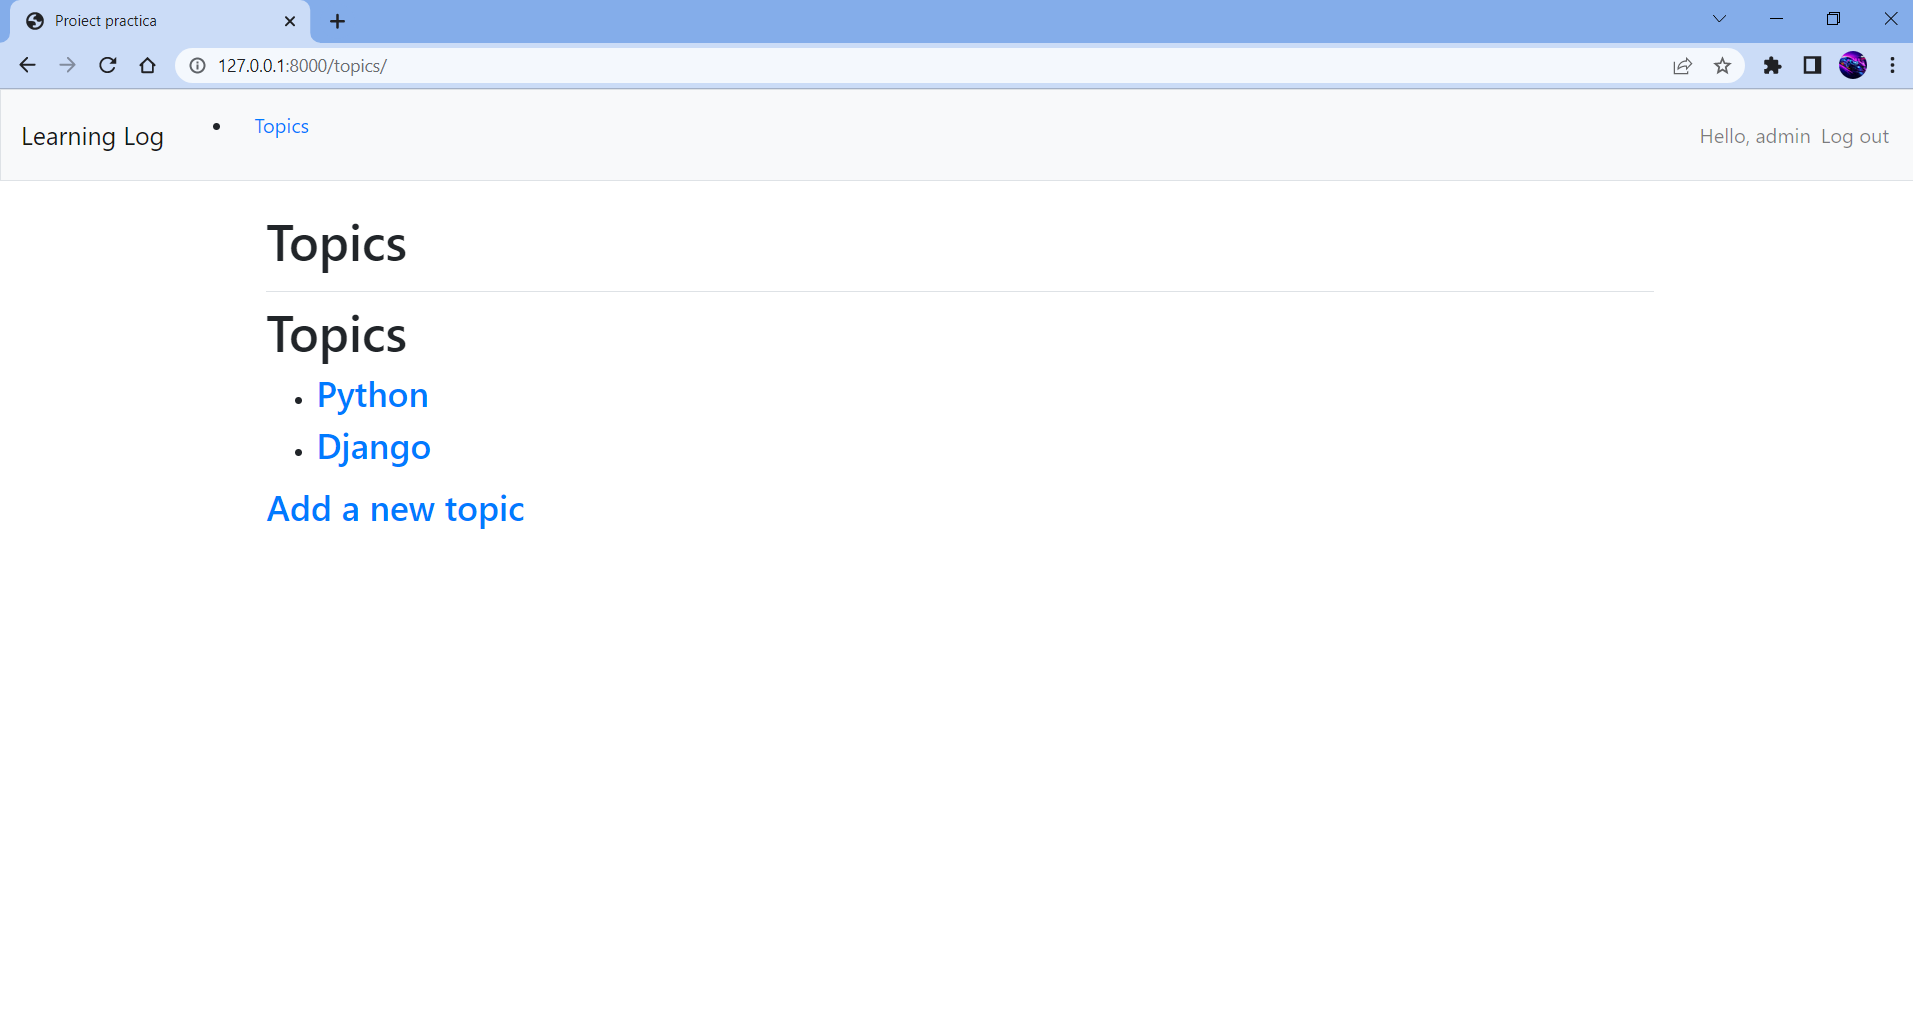 Proiect practica
127.0.0.1:8000/topics/
Learning Log
Topics
Hello, admin Log out
Topics
Topics
Python
Django
Add a new topic